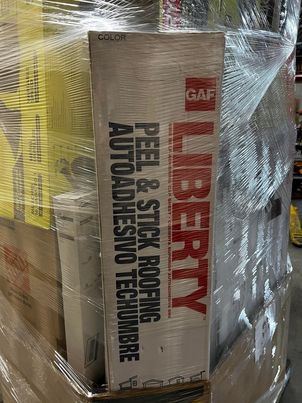 COLOR
GAF
LIBERTY
PEEL & STICK ROOFING
AUTOADHESIVO TECHUMBRE